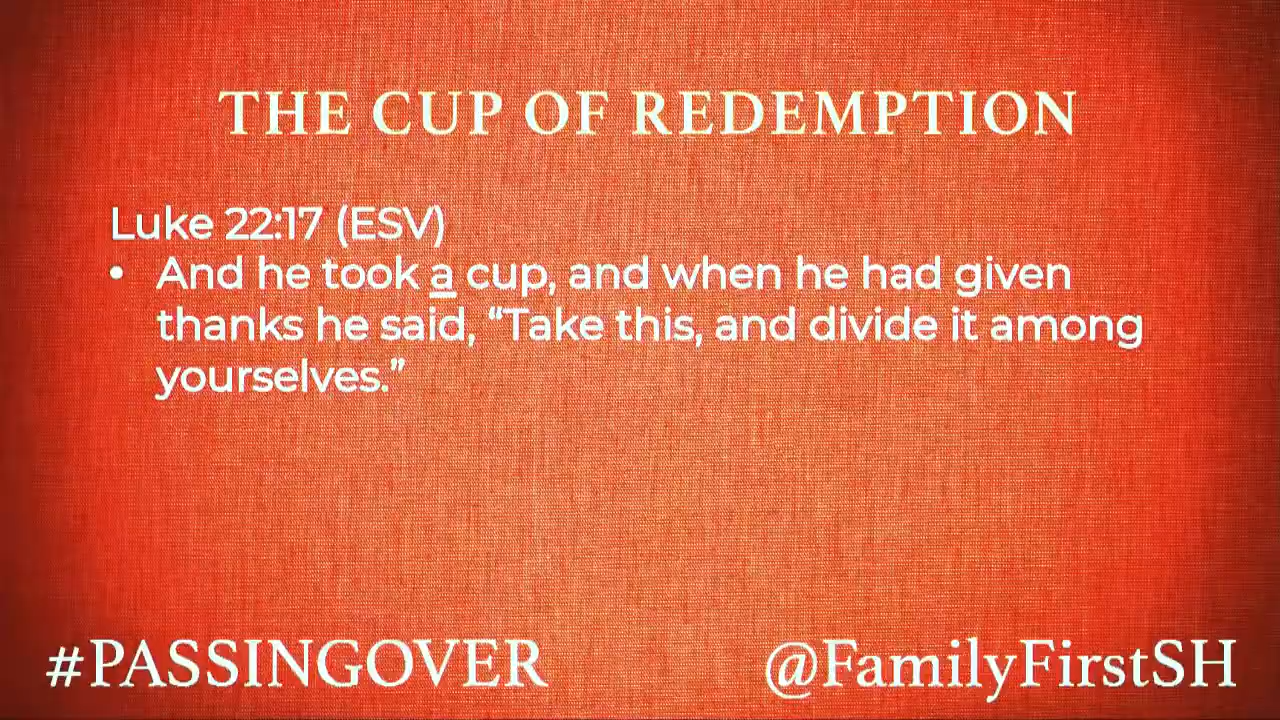 THE CUP OF REDEMPTION
Luke 22:17 (ESV)
• And he took a cup, and when he had given
thanks he said, “Take this, and divide it among
yourselves.”
#PASSINGOVER
@FamilyFirstSH